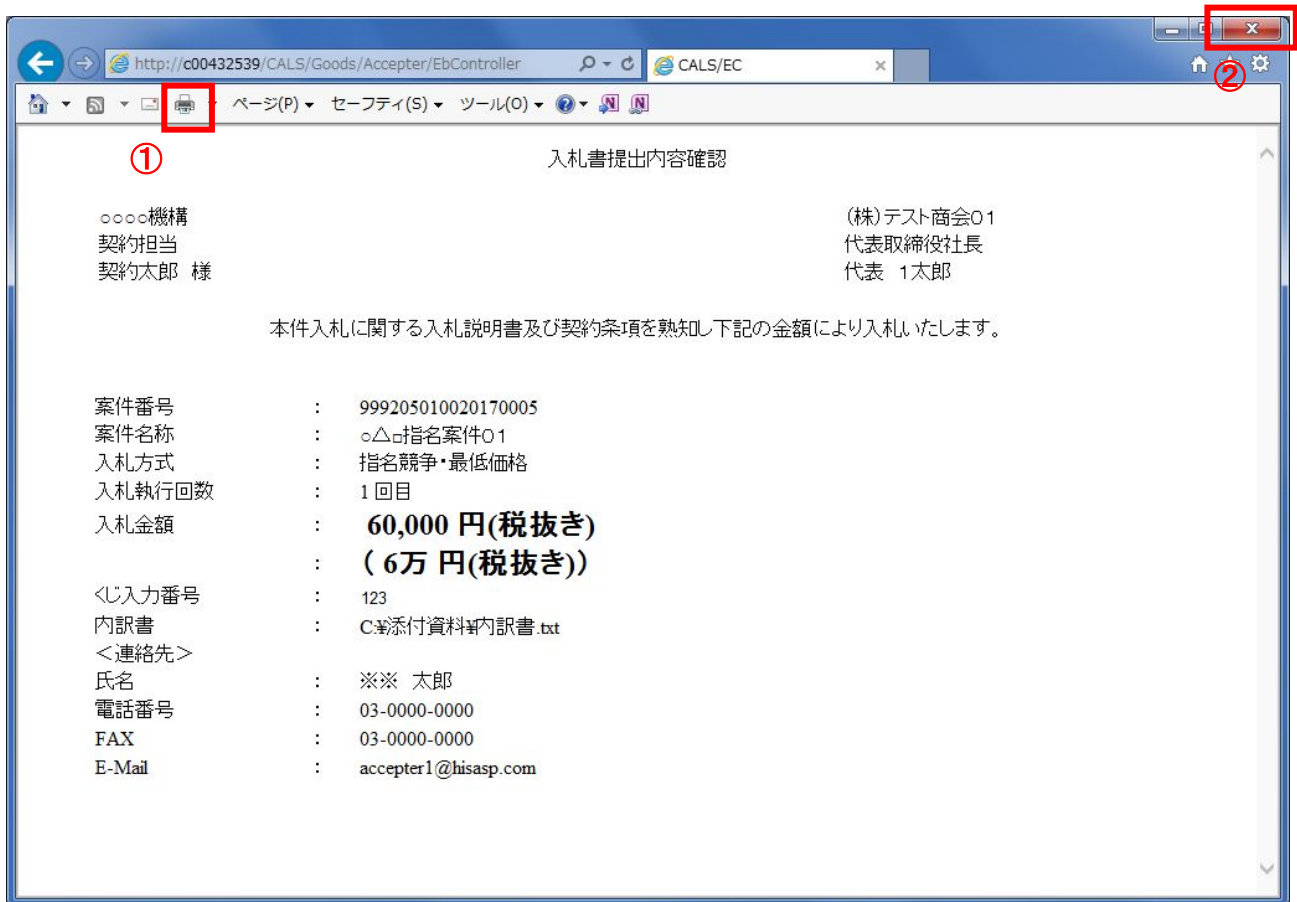 ②
http://c00432539/CALS/Goods/Accepter/EbController CALS/EC
ページ(P) セーフティ(S) ツール(O)
①
入札書提出内容確認
○○○○機構 (株)テスト商会01
契約担当 代表取締役社長
契約太郎 様 代表 1太郎
本件入札に関する入札説明書及び契約条項を熟知し下記の金額により入札いたします。
案件番号 : 999205010020170005
案件名称 : ○△□指名案件01
入札方式 : 指名競争・最低価格
入札執行回数 : 1回目
入札金額 : 60,000 円(税抜き)
: ( 6万 円(税抜き))
くじ入力番号 : 123
内訳書 : C:¥添付資料¥内訳書.txt
＜連絡先＞
氏名 : ※※ 太郎
電話番号 : 03-0000-0000
FAX : 03-0000-0000
E-Mail : accepter1@hisasp.com